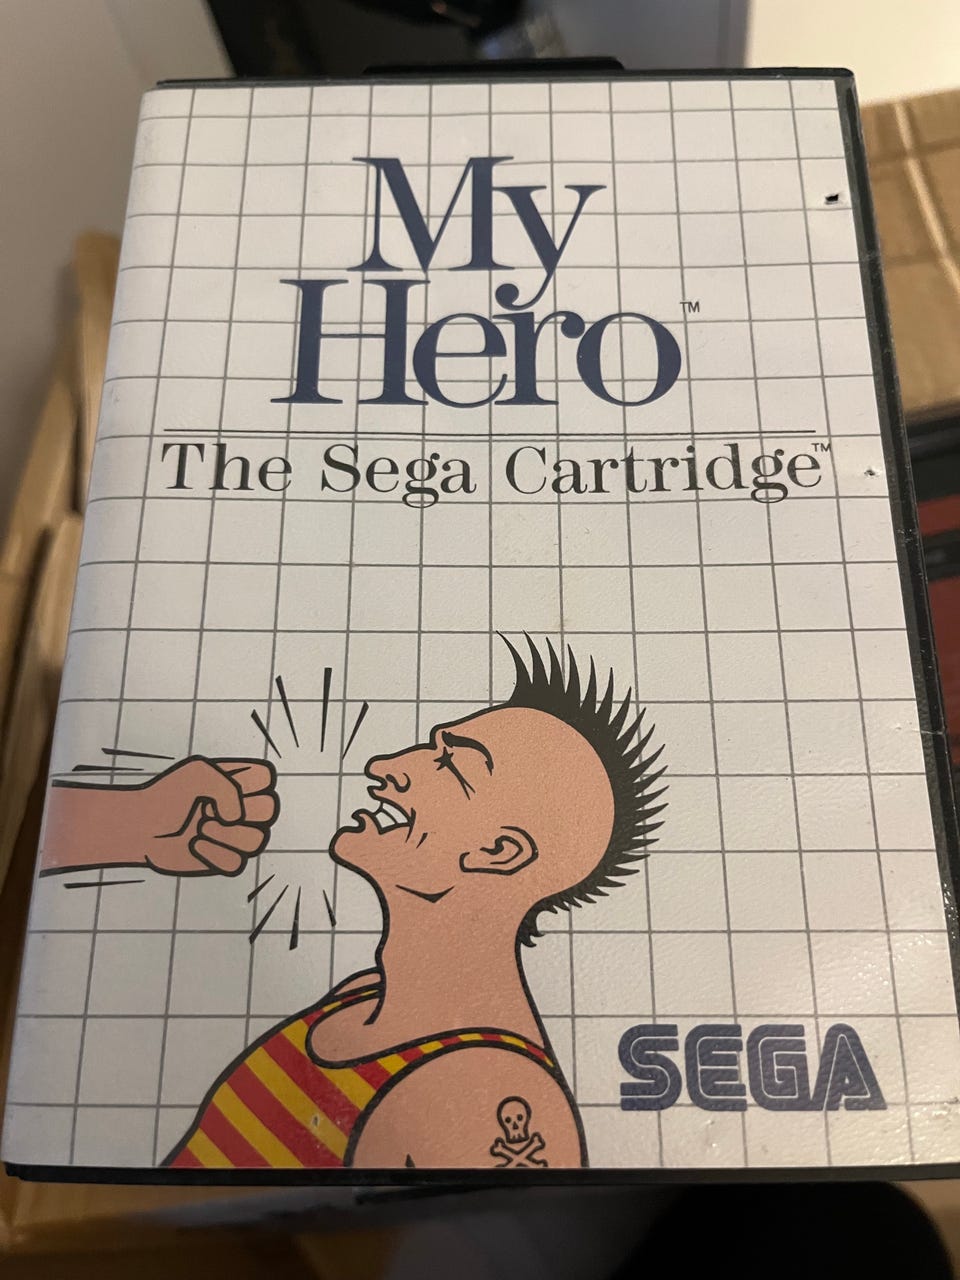 My
Hero™
The Sega Cartridge™
SEGA